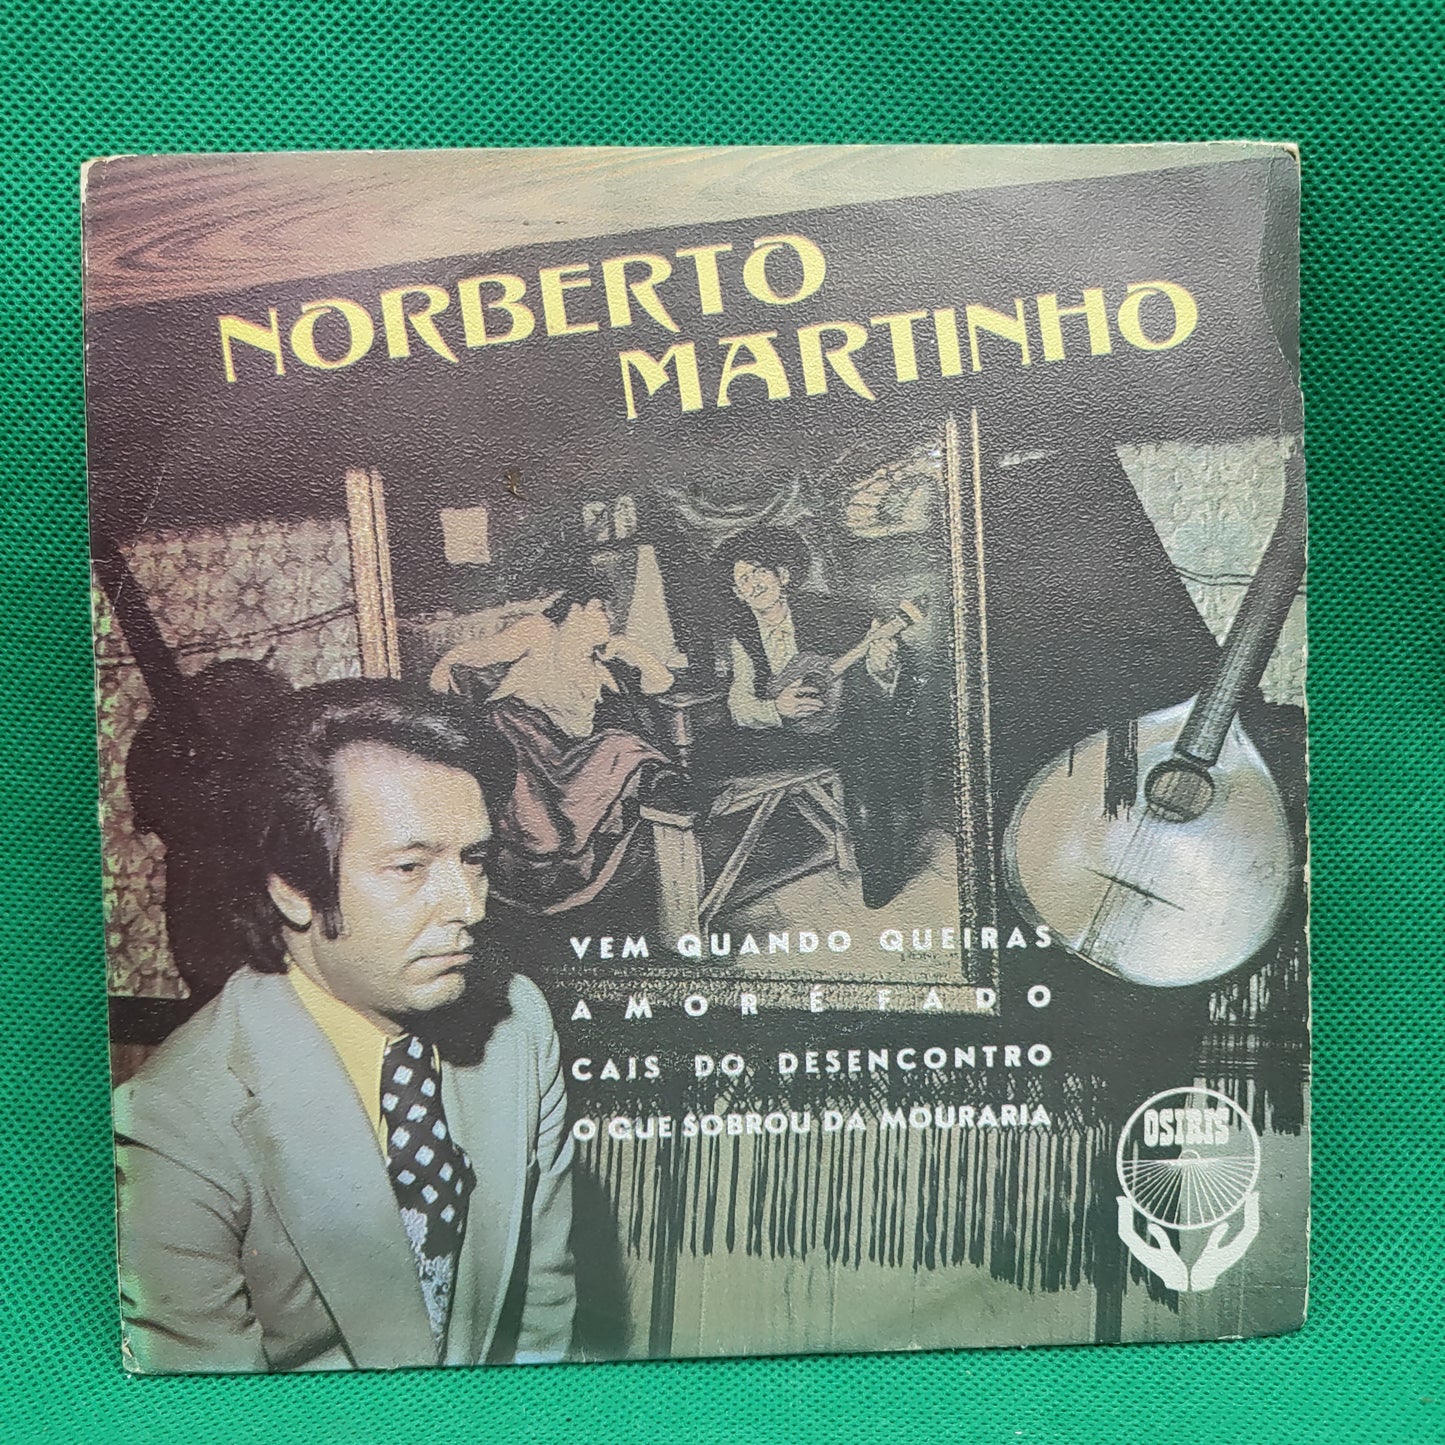 NORBERTO
MARTINHO
VEM QUANDO QUEIRAS
AMOR É FADO
CAIS DO DESENCONTRO
O QUE SOBROU DA MOURARIA
OSIRIS